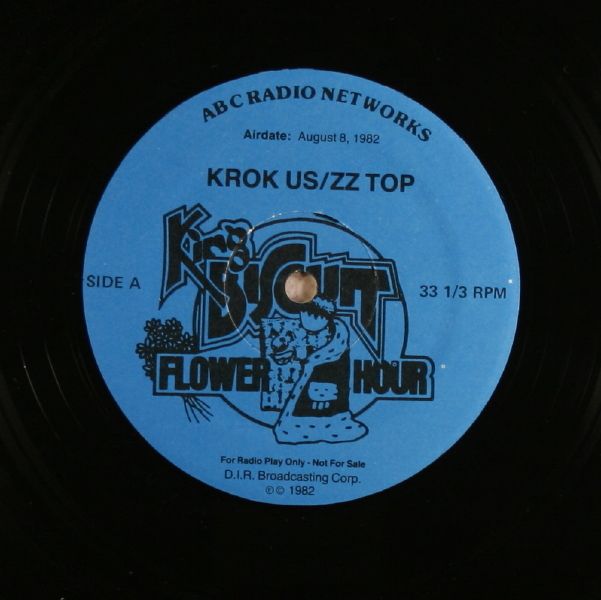 ABC RADIO NETWORKS
Airdate: August 8, 1982
KROK US/ZZ TOP
King
BISCUIT
SIDE A
33 1/3 RPM
FLOWER HOUR
For Radio Play Only - Not For Sale
D.I.R. Broadcasting Corp.
℗© 1982